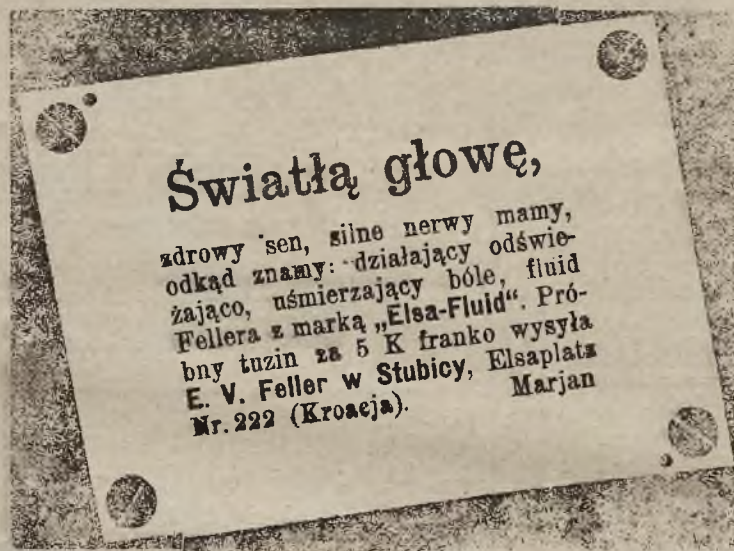 Światłą głowę,
zdrowy sen, silne nerwy mamy,
odkąd znamy: działający odświe-
żająco, uśmierzający bóle, fluid
Fellera z marką „Elsa-Fluid“. Pró-
bny tuzin za 5 K franko wysyła
E. V. Feller w Stubicy, Elsaplatz
Nr. 222 (Kroacja). Marjan